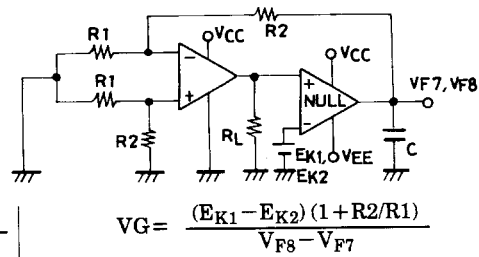 R2
R1
VCC
VCC
R1
−
+
+
NULL
−
VF7,VF8
R2
RL
EK1,
VEE
C
EK2
VG= (EK1−EK2) (1+R2/R1)
VF8−VF7